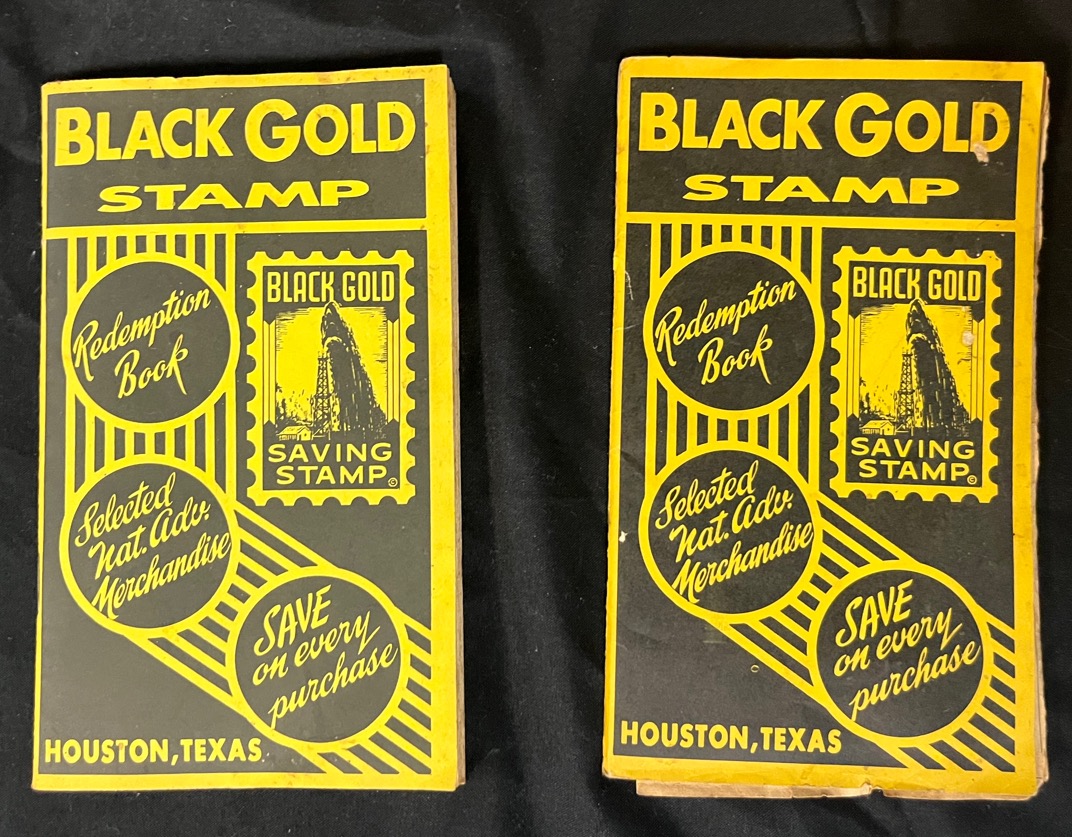 BLACK GOLD
STAMP
Redemption
Book
BLACK GOLD
SAVING
STAMP©
Selected
Nat. Adv.
Merchandise
SAVE
on every
purchase
HOUSTON, TEXAS.
BLACK GOLD
STAMP
Redemption
Book
BLACK GOLD
SAVING
STAMP©
Selected
Nat. Adv.
Merchandise
SAVE
on every
purchase
HOUSTON, TEXAS